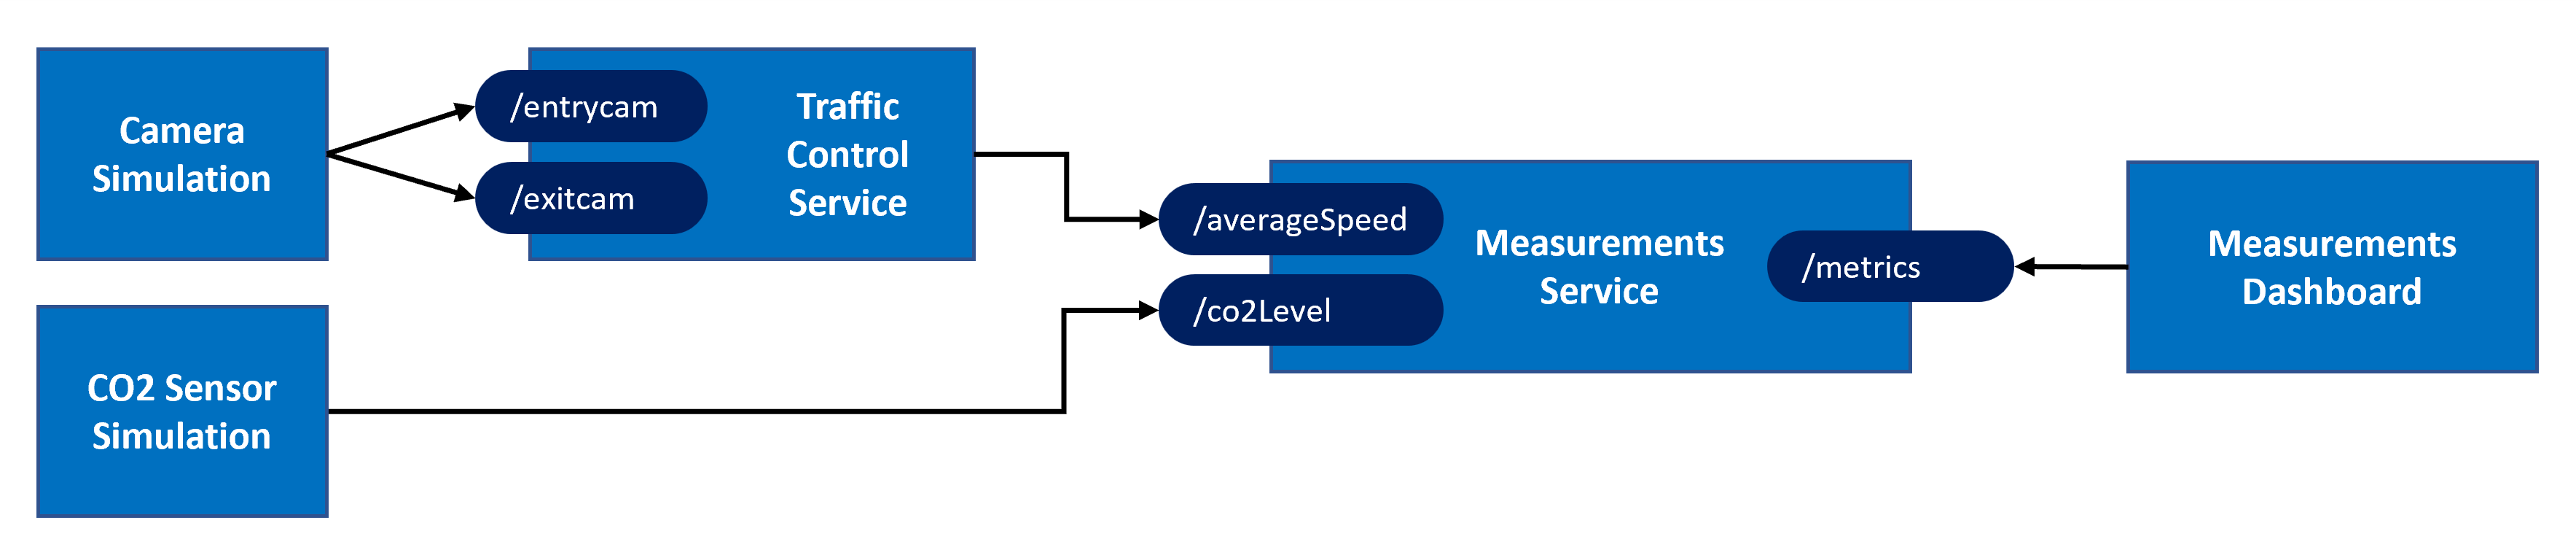 Camera
Simulation
/entrycam
/exitcam
Traffic
Control
Service
CO2 Sensor
Simulation
/averageSpeed
/co2Level
Measurements
Service
/metrics
Measurements
Dashboard